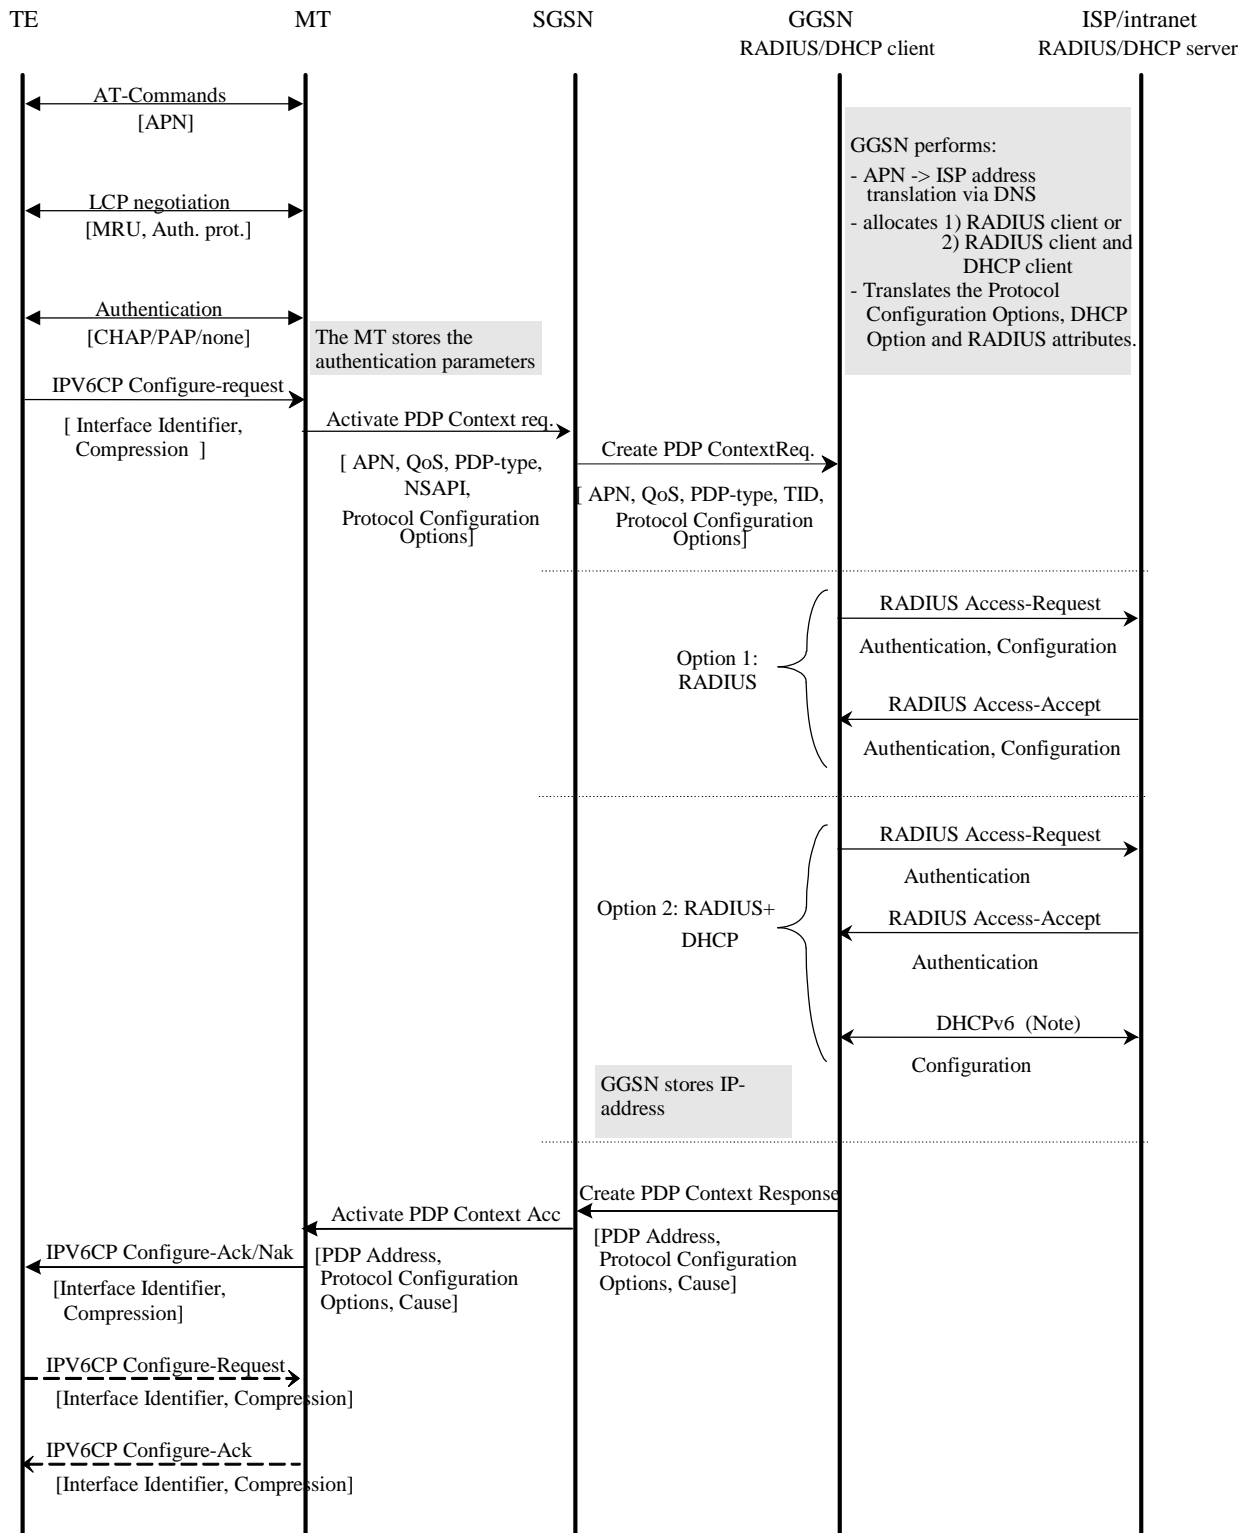 TE
MT
SGSN
GGSN
ISP/intranet
RADIUS/DHCP client
RADIUS/DHCP server
AT-Commands
[APN]
LCP negotiation
[MRU, Auth. prot.]
Authentication
[CHAP/PAP/none]
The MT stores the
authentication parameters
GGSN performs:
- APN -> ISP address
translation via DNS
- allocates 1) RADIUS client or
2) RADIUS client and
DHCP client
- Translates the Protocol
Configuration Options, DHCP
Option and RADIUS attributes.
IPV6CP Configure-request
[ Interface Identifier,
Compression ]
Activate PDP Context req.
[ APN, QoS, PDP-type,
NSAPI,
Protocol Configuration
Options]
Create PDP ContextReq.
[ APN, QoS, PDP-type, TID,
Protocol Configuration
Options]
Option 1:
RADIUS
RADIUS Access-Request
Authentication, Configuration
RADIUS Access-Accept
Authentication, Configuration
Option 2: RADIUS+
DHCP
RADIUS Access-Request
Authentication
RADIUS Access-Accept
Authentication
DHCPv6 (Note)
Configuration
GGSN stores IP-
address
Create PDP Context Response
[PDP Address,
Protocol Configuration
Options, Cause]
Activate PDP Context Acc
[PDP Address,
Protocol Configuration
Options, Cause]
IPV6CP Configure-Ack/Nak
[Interface Identifier,
Compression]
IPV6CP Configure-Request
[Interface Identifier, Compression]
IPV6CP Configure-Ack
[Interface Identifier, Compression]